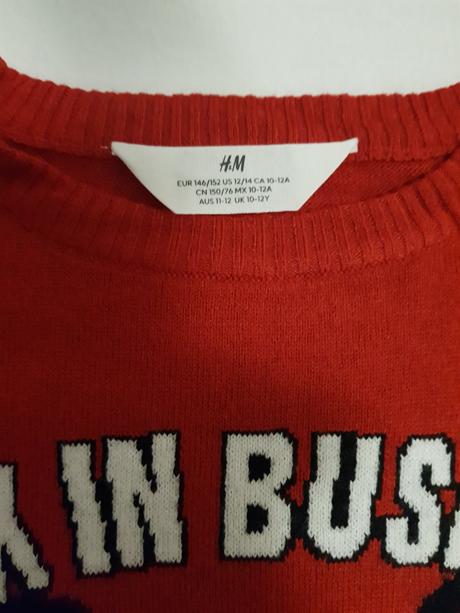 H&M
EUR 146/152 US 12/14 CA 10-12A
CN 150/76 MX 10-12A
AUS 11-12 UK 10-12Y
IN